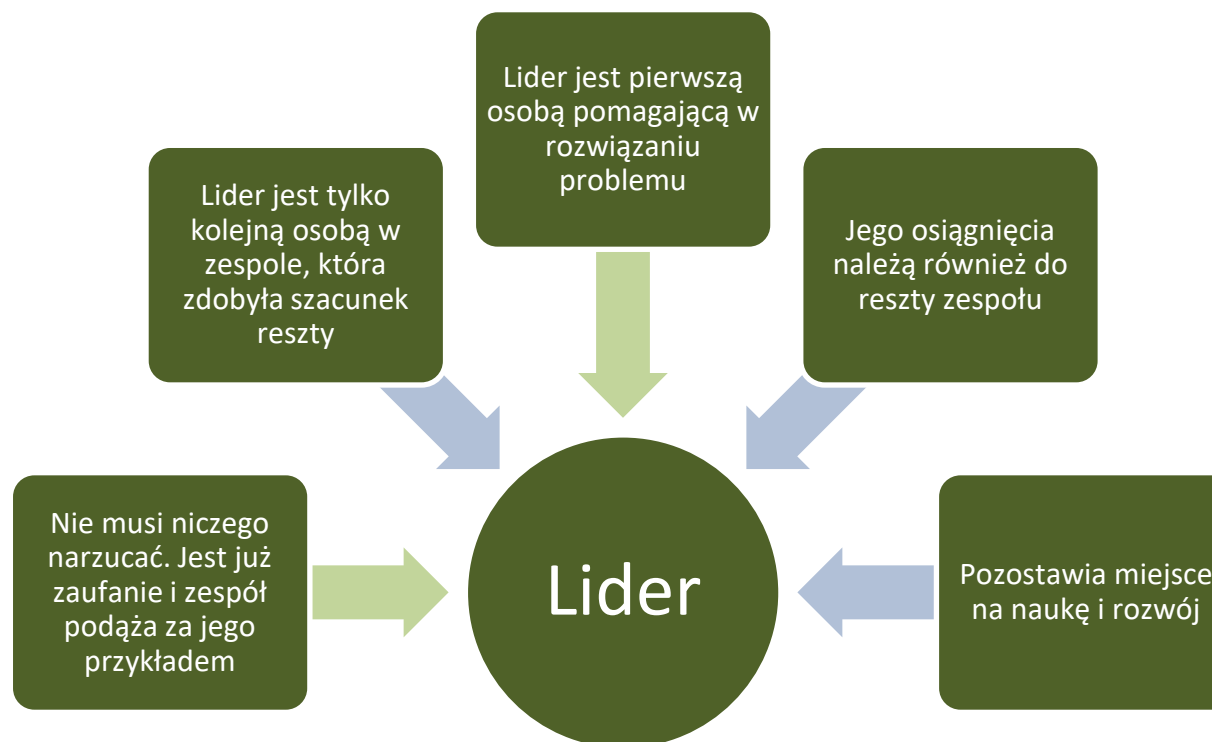 Lider jest pierwszą
osobą pomagającą w
rozwiązaniu
problemu
Lider jest tylko
kolejną osobą w
zespole, która
zdobyła szacunek
reszty
Jego osiągnięcia
należą również do
reszty zespołu
Nie musi niczego
narzucać. Jest już
zaufanie i zespół
podąża za jego
przykładem
Lider
Pozostawia miejsce
na naukę i rozwój